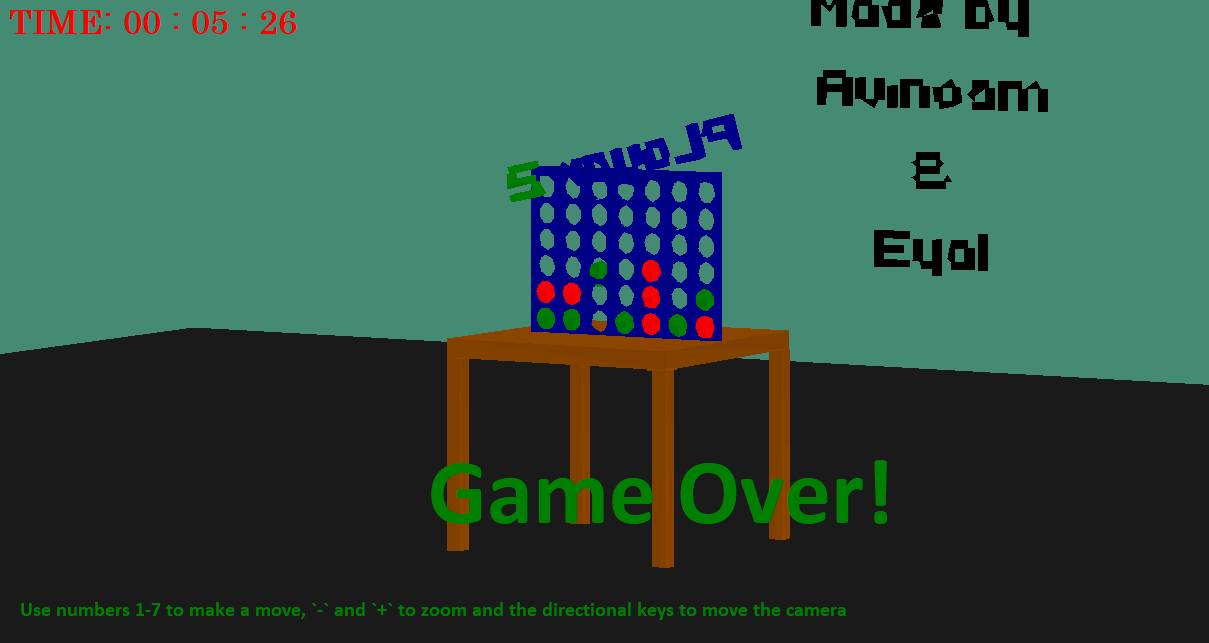 TIME: 00 : 05 : 26
Made by
Avinoam
&
Eyal
2
Game Over!
Use numbers 1-7 to make a move, `-` and `+` to zoom and the directional keys to move the camera